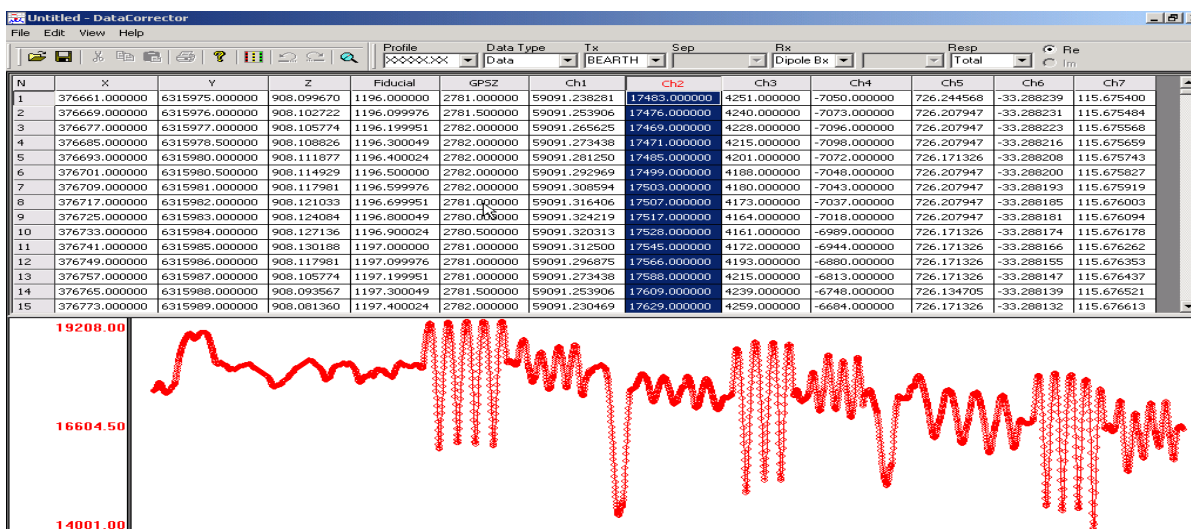 Untitled - DataCorrector
File Edit View Help
Profile Data Type Tx Sep Rx Resp Re
Data BEARTH Dipole Bx Total Im
N X Y Z Fiducial GPSZ Ch1 Ch2 Ch3 Ch4 Ch5 Ch6 Ch7
1 376661.000000 6315975.000000 908.099670 1196.000000 2781.000000 59091.238281 17483.000000 4251.000000 -7050.000000 726.244568 -33.288239 115.675400
2 376669.000000 6315976.000000 908.102722 1196.099976 2781.500000 59091.253906 17476.000000 4240.000000 -7073.000000 726.207947 -33.288231 115.675484
3 376677.000000 6315977.000000 908.105774 1196.199951 2782.000000 59091.265625 17469.000000 4228.000000 -7096.000000 726.207947 -33.288223 115.675568
4 376685.000000 6315978.500000 908.108826 1196.300049 2782.000000 59091.273438 17471.000000 4215.000000 -7098.000000 726.207947 -33.288216 115.675659
5 376693.000000 6315980.000000 908.111877 1196.400024 2782.000000 59091.281250 17485.000000 4201.000000 -7072.000000 726.171326 -33.288208 115.675743
6 376701.000000 6315980.500000 908.114929 1196.500000 2782.000000 59091.292969 17499.000000 4188.000000 -7048.000000 726.207947 -33.288200 115.675827
7 376709.000000 6315981.000000 908.117981 1196.599976 2782.000000 59091.308594 17503.000000 4180.000000 -7043.000000 726.207947 -33.288193 115.675919
8 376717.000000 6315982.000000 908.121033 1196.699951 2781.000000 59091.316406 17507.000000 4173.000000 -7037.000000 726.207947 -33.288185 115.676003
9 376725.000000 6315983.000000 908.124084 1196.800049 2780.000000 59091.324219 17517.000000 4164.000000 -7018.000000 726.207947 -33.288181 115.676094
10 376733.000000 6315984.000000 908.127136 1196.900024 2780.500000 59091.320313 17528.000000 4161.000000 -6989.000000 726.207947 -33.288174 115.676178
11 376741.000000 6315985.000000 908.130188 1197.000000 2781.000000 59091.312500 17545.000000 4172.000000 -6944.000000 726.171326 -33.288166 115.676262
12 376749.000000 6315986.000000 908.117981 1197.099976 2781.000000 59091.296875 17566.000000 4193.000000 -6880.000000 726.171326 -33.288155 115.676353
13 376757.000000 6315987.000000 908.105774 1197.199951 2781.000000 59091.273438 17588.000000 4215.000000 -6813.000000 726.171326 -33.288147 115.676437
14 376765.000000 6315988.000000 908.093567 1197.300049 2781.500000 59091.253906 17609.000000 4239.000000 -6748.000000 726.134705 -33.288139 115.676521
15 376773.000000 6315989.000000 908.081360 1197.400024 2782.000000 59091.230469 17629.000000 4259.000000 -6684.000000 726.171326 -33.288132 115.676613
19208.00
16604.50
14001.00